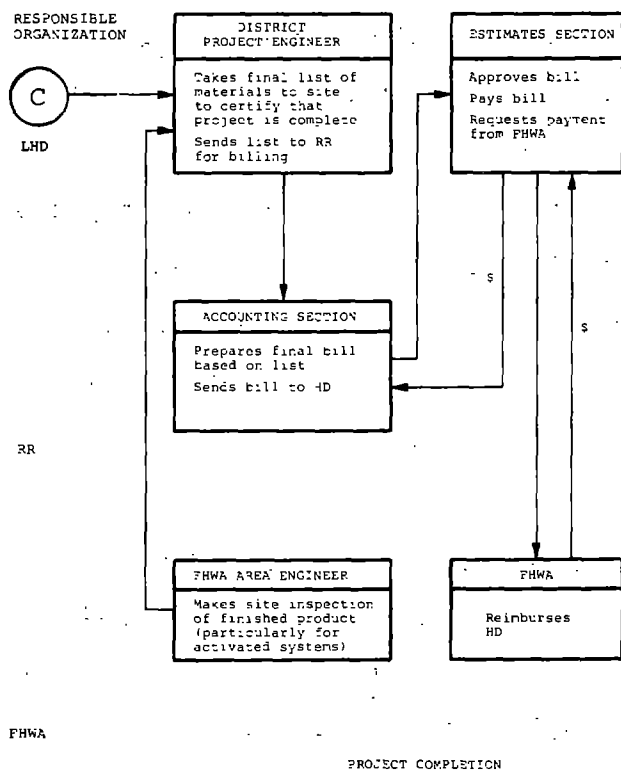 RESPONSIBLE
ORGANIZATION
C
LHD
DISTRICT
PROJECT ENGINEER
Takes final list of
materials to site
to certify that
project is complete
Sends list to RR
for billing
ESTIMATES SECTION
Approves bill
Pays bill
Requests payment
from FHWA
$
$
ACCOUNTING SECTION
Prepares final bill
based on list
Sends bill to HD
RR
FHWA AREA ENGINEER
Makes site inspection
of finished product
(particularly for
activated systems)
FHWA
Reimburses
HD
FHWA
PROJECT COMPLETION